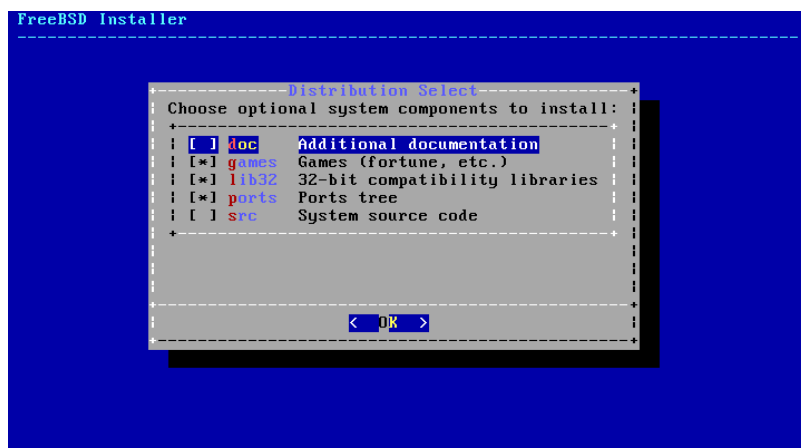 FreeBSD Installer
Distribution Select
Choose optional system components to install:
[ ] doc Additional documentation
[*] games Games (fortune, etc.)
[*] lib32 32-bit compatibility libraries
[*] ports Ports tree
[ ] src System source code
< OK >